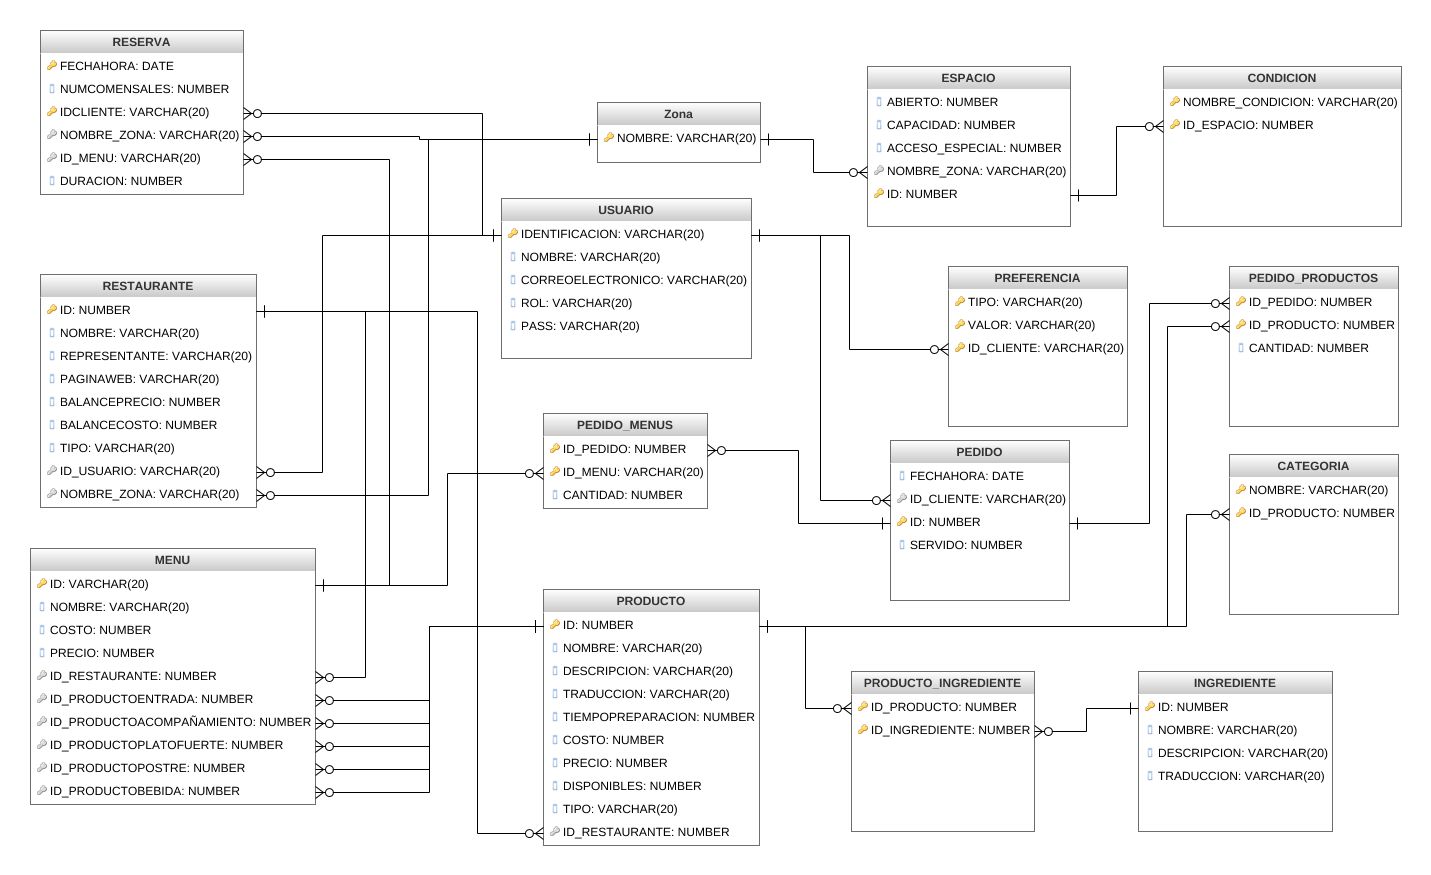 RESERVA
FECHAHORA: DATE
NUMCOMENSALES: NUMBER
IDCLIENTE: VARCHAR(20)
NOMBRE_ZONA: VARCHAR(20)
ID_MENU: VARCHAR(20)
DURACION: NUMBER
Zona
NOMBRE: VARCHAR(20)
ESPACIO
ABIERTO: NUMBER
CAPACIDAD: NUMBER
ACCESO_ESPECIAL: NUMBER
NOMBRE_ZONA: VARCHAR(20)
ID: NUMBER
CONDICION
NOMBRE_CONDICION: VARCHAR(20)
ID_ESPACIO: NUMBER
USUARIO
IDENTIFICACION: VARCHAR(20)
NOMBRE: VARCHAR(20)
CORREOELECTRONICO: VARCHAR(20)
ROL: VARCHAR(20)
PASS: VARCHAR(20)
RESTAURANTE
ID: NUMBER
NOMBRE: VARCHAR(20)
REPRESENTANTE: VARCHAR(20)
PAGINAWEB: VARCHAR(20)
BALANCEPRECIO: NUMBER
BALANCECOSTO: NUMBER
TIPO: VARCHAR(20)
ID_USUARIO: VARCHAR(20)
NOMBRE_ZONA: VARCHAR(20)
PREFERENCIA
TIPO: VARCHAR(20)
VALOR: VARCHAR(20)
ID_CLIENTE: VARCHAR(20)
PEDIDO_PRODUCTOS
ID_PEDIDO: NUMBER
ID_PRODUCTO: NUMBER
CANTIDAD: NUMBER
PEDIDO_MENUS
ID_PEDIDO: NUMBER
ID_MENU: VARCHAR(20)
CANTIDAD: NUMBER
PEDIDO
FECHAHORA: DATE
ID_CLIENTE: VARCHAR(20)
ID: NUMBER
SERVIDO: NUMBER
CATEGORIA
NOMBRE: VARCHAR(20)
ID_PRODUCTO: NUMBER
MENU
ID: VARCHAR(20)
NOMBRE: VARCHAR(20)
COSTO: NUMBER
PRECIO: NUMBER
ID_RESTAURANTE: NUMBER
ID_PRODUCTOENTRADA: NUMBER
ID_PRODUCTOACOMPAÑAMIENTO: NUMBER
ID_PRODUCTOPLATOFUERTE: NUMBER
ID_PRODUCTOPOSTRE: NUMBER
ID_PRODUCTOBEBIDA: NUMBER
PRODUCTO
ID: NUMBER
NOMBRE: VARCHAR(20)
DESCRIPCION: VARCHAR(20)
TRADUCCION: VARCHAR(20)
TIEMPOPREPARACION: NUMBER
COSTO: NUMBER
PRECIO: NUMBER
DISPONIBLES: NUMBER
TIPO: VARCHAR(20)
ID_RESTAURANTE: NUMBER
PRODUCTO_INGREDIENTE
ID_PRODUCTO: NUMBER
ID_INGREDIENTE: NUMBER
INGREDIENTE
ID: NUMBER
NOMBRE: VARCHAR(20)
DESCRIPCION: VARCHAR(20)
TRADUCCION: VARCHAR(20)